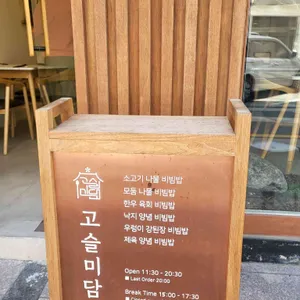 고슬미담
소고기 나물 비빔밥
모둠 나물 비빔밥
한우 육회 비빔밥
낙지 양념 비빔밥
우렁이 강된장 비빔밥
제육 양념 비빔밥
Open 11:30 - 20:30
■ Last Order 20:00
Break Time 15:00 - 17:30